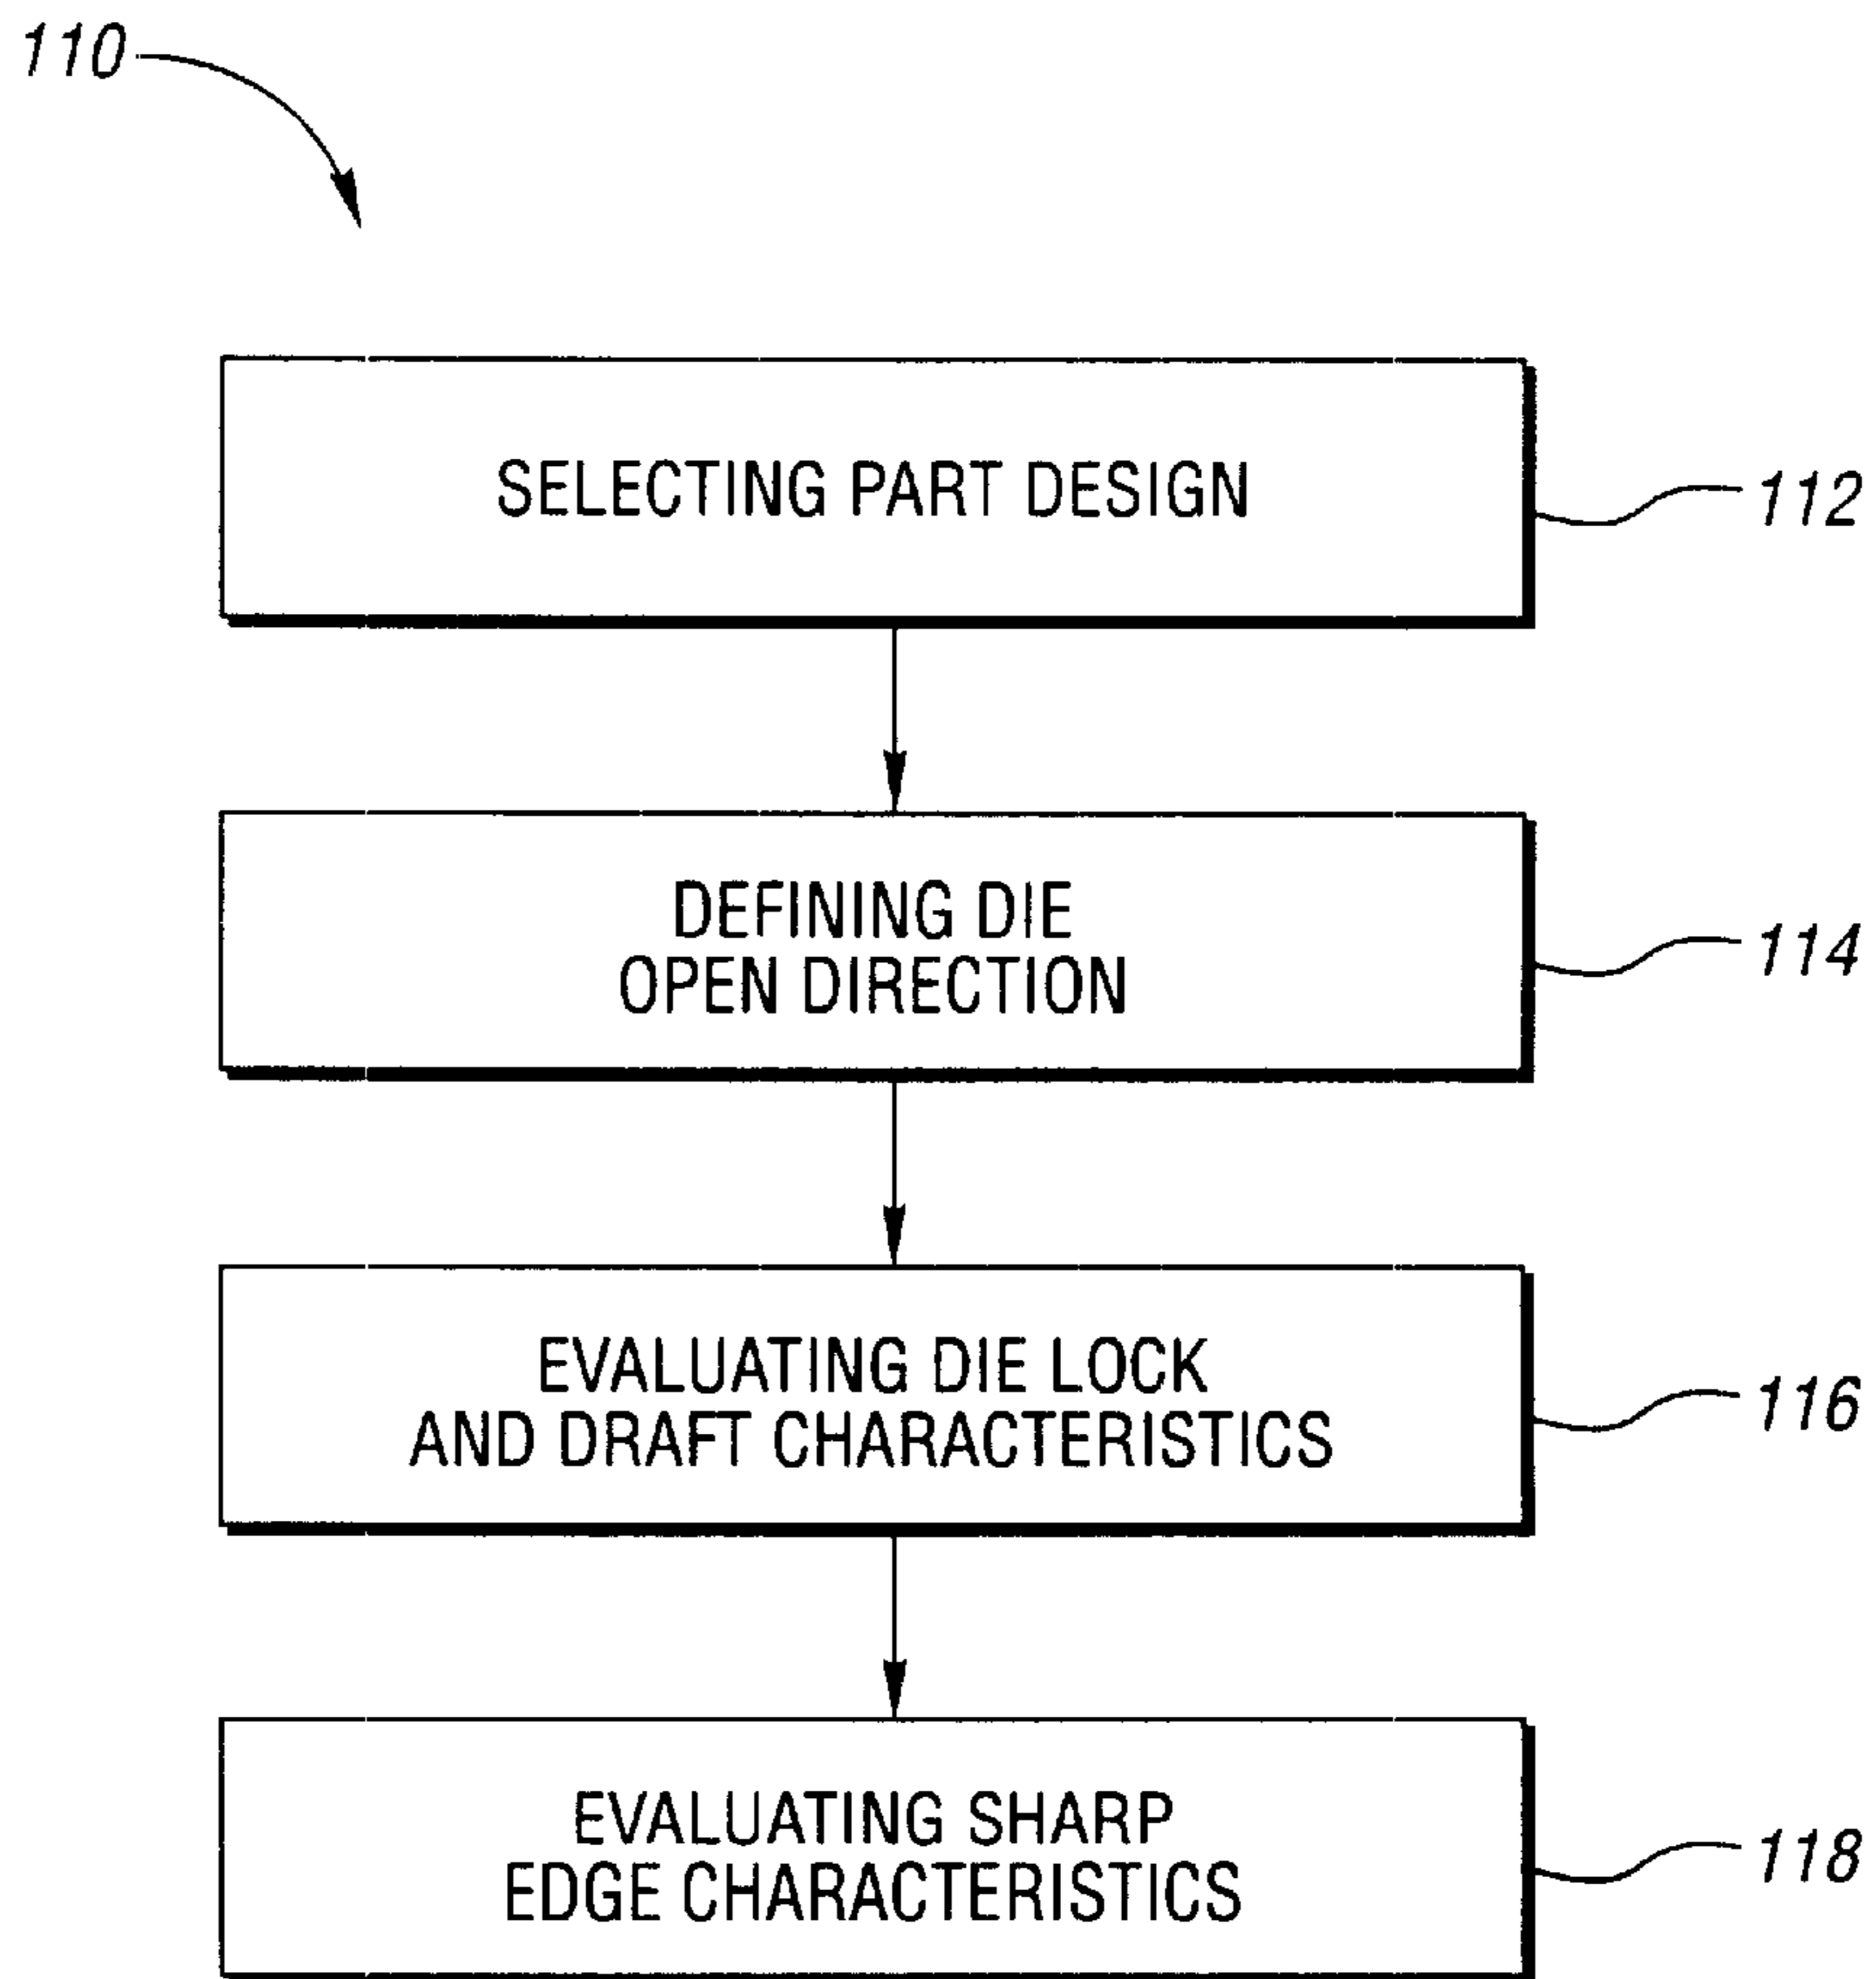 110
SELECTING PART DESIGN
112
DEFINING DIE
OPEN DIRECTION
114
EVALUATING DIE LOCK
AND DRAFT CHARACTERISTICS
116
EVALUATING SHARP
EDGE CHARACTERISTICS
118